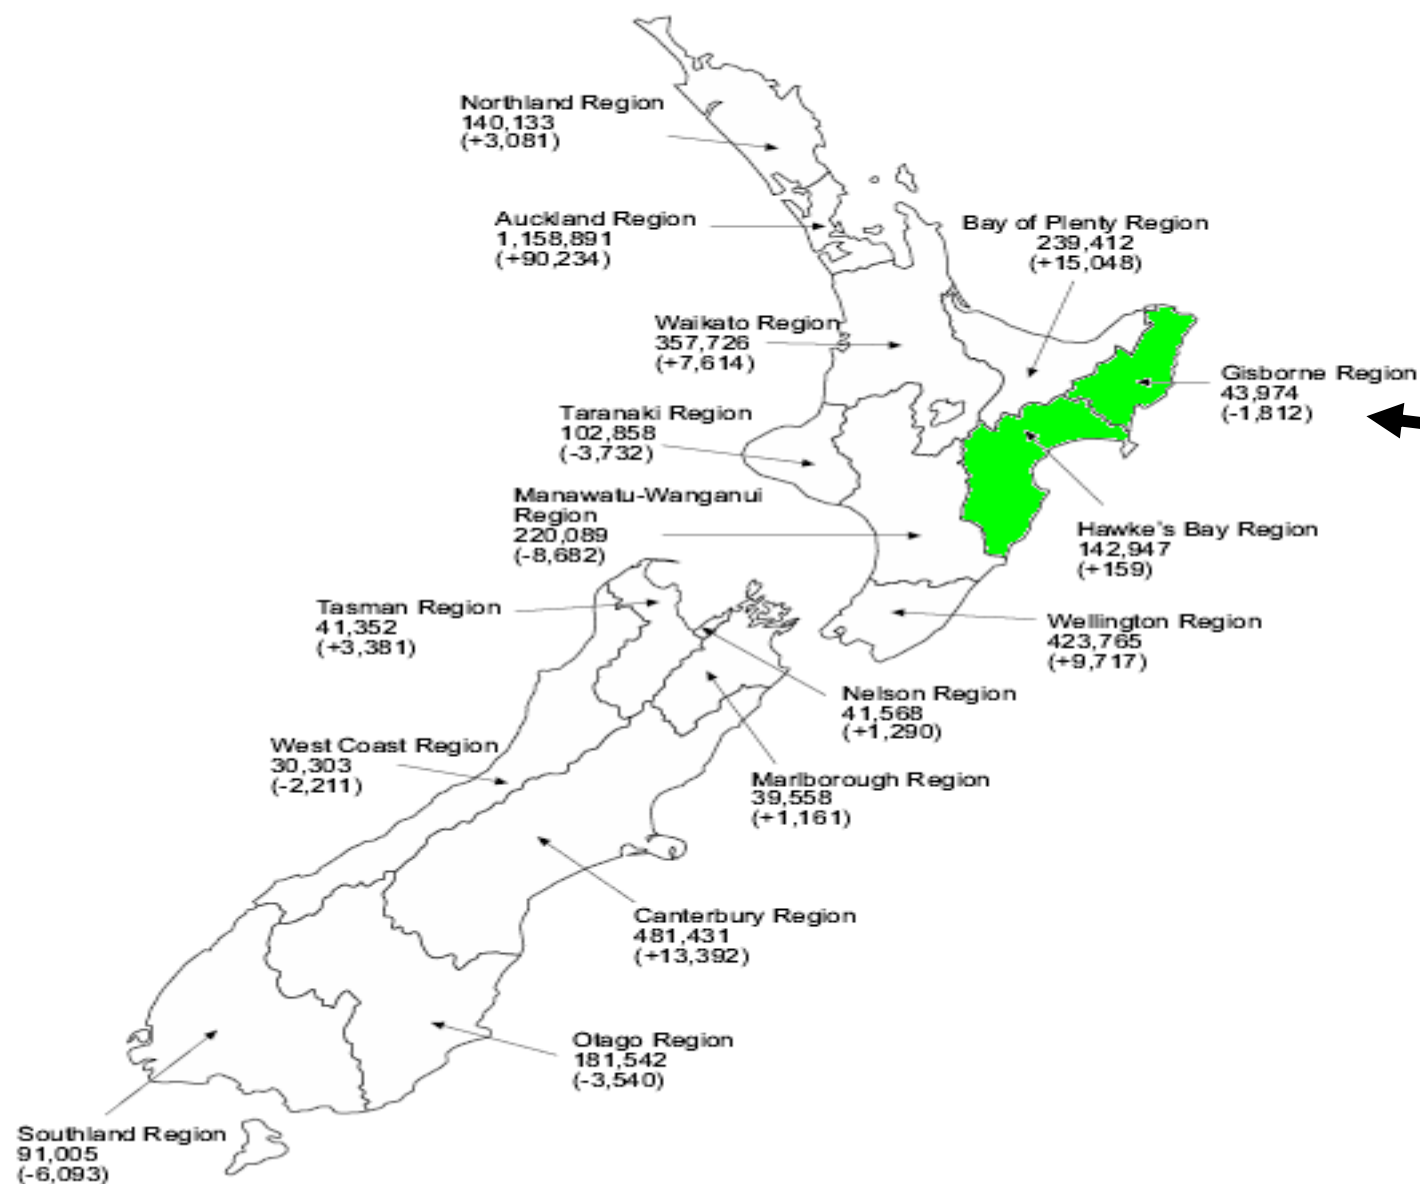 Northland Region
140,133
(+3,081)
Auckland Region
1,158,891
(+90,234)
Bay of Plenty Region
239,412
(+15,048)
Waikato Region
357,726
(+7,614)
Gisborne Region
43,974
(-1,812)
Taranaki Region
102,858
(-3,732)
Manawatu-Wanganui
Region
220,089
(-8,682)
Hawke's Bay Region
142,947
(+159)
Tasman Region
41,352
(+3,381)
Wellington Region
423,765
(+9,717)
Nelson Region
41,568
(+1,290)
West Coast Region
30,303
(-2,211)
Marlborough Region
39,558
(+1,161)
Canterbury Region
481,431
(+13,392)
Otago Region
181,542
(-3,540)
Southland Region
91,005
(-6,093)